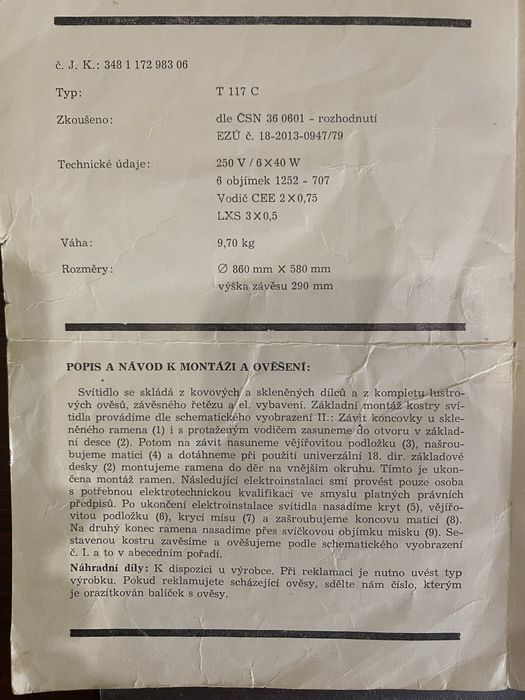 č. J. K.: 348 1 172 983 06
Typ: T 117 C
Zkoušeno: dle ČSN 36 0601 - rozhodnutí
EZÚ č. 18-2013-0947/79
Technické údaje: 250 V / 6 X 40 W
6 objímek 1252 - 707
Vodič CEE 2 X 0,75
LXS 3 X 0,5
Váha: 9,70 kg
Rozměry: Ø 860 mm X 580 mm
výška závěsu 290 mm
POPIS A NÁVOD K MONTÁŽI A OVĚŠENÍ:
Svítidlo se skládá z kovových a skleněných dílců a z kompletu lustro-
vých ověsů, závěsného řetězu a el. vybavení. Základní montáž kostry sví-
tidla provádíme dle schematického vyobrazení II.: Závit koncovky u skle-
něného ramena (1) i s protaženým vodičem zasuneme do otvoru v základ-
ní desce (2). Potom na závit nasuneme vějířovitou podložku (3), našrou-
bujeme matici (4) a dotáhneme při použití univerzální 18. dir. základové
desky (2) montujeme ramena do děr na vnějším okruhu. Tímto je ukon-
čena montáž ramen. Následující elektroinstalaci smí provést pouze osoba
s potřebnou elektrotechnickou kvalifikací ve smyslu platných právních
předpisů. Po ukončení elektroinstalace svítidla nasadíme kryt (5), vějířo-
vitou podložku (6), krycí mísu (7) a zašroubujeme koncovu maticí (8).
Na druhý konec ramena nasadíme přes svíčkovou objímku misku (9). Se-
stavenou kostru zavěsíme a ověšujeme podle schematického vyobrazení
č. I. a to v abecedním pořadí.
Náhradní díly: K dispozici u výrobce. Při reklamaci je nutno uvést typ
výrobku. Pokud reklamujete scházející ověsy, sdělte nám číslo, kterým
je orazítkován balíček s ověsy.